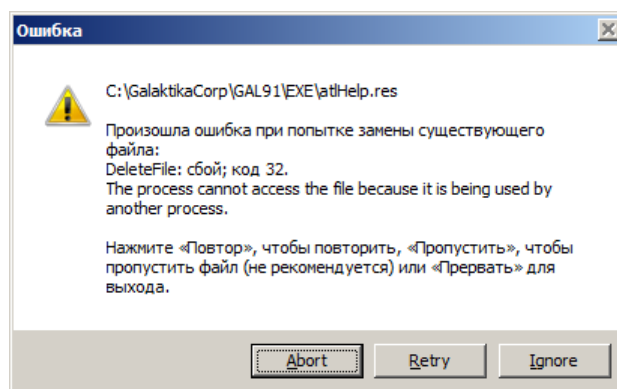 Ошибка
C:\GalaktikaCorp\GAL91\EXE\atlHelp.res
Произошла ошибка при попытке замены существующего
файла:
DeleteFile: сбой; код 32.
The process cannot access the file because it is being used by
another process.
Нажмите «Повтор», чтобы повторить, «Пропустить», чтобы
пропустить файл (не рекомендуется) или «Прервать» для
выхода.
Abort Retry Ignore